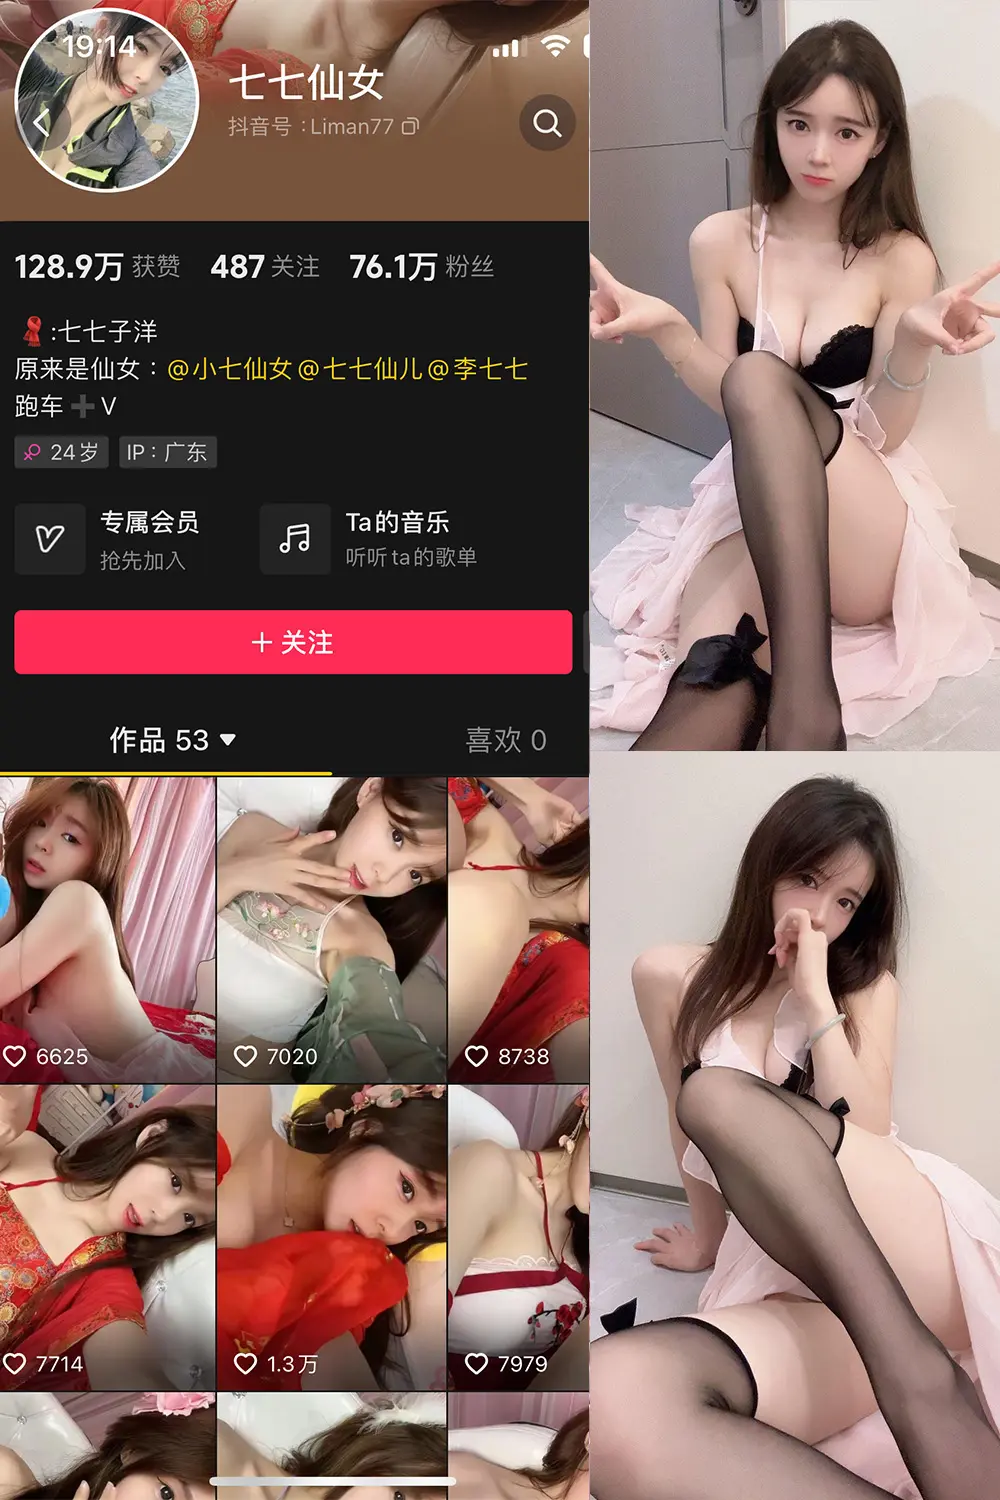 19:14
七七仙女
抖音号：Liman77
128.9万 获赞 487 关注 76.1万 粉丝
:七七子洋
原来是仙女：@小七仙女@七七仙儿@李七七
跑车➕V
24岁 IP：广东
专属会员 Ta的音乐
抢先加入 听听ta的歌单
＋关注
作品 53 喜欢 0
6625 7020 8738
7714 1.3万 7979